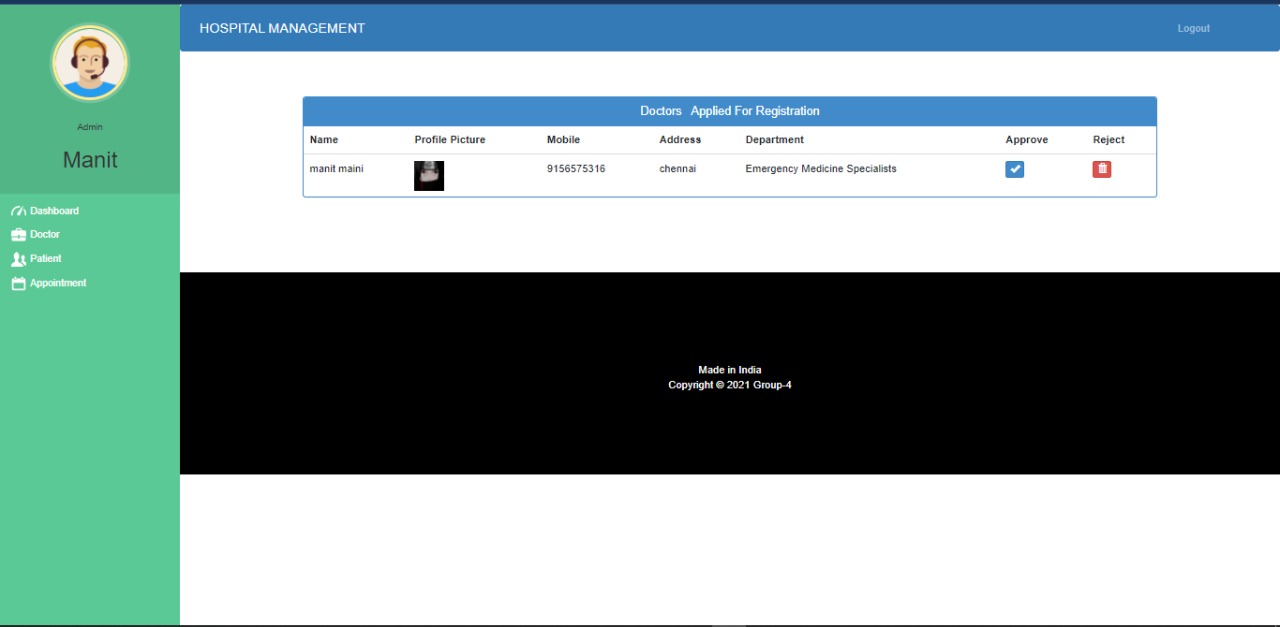 HOSPITAL MANAGEMENT
Logout
Admin
Manit
Dashboard
Doctor
Patient
Appointment
Doctors Applied For Registration
Name Profile Picture Mobile Address Department Approve Reject
manit maini 9156575316 chennai Emergency Medicine Specialists
Made in India
Copyright © 2021 Group-4